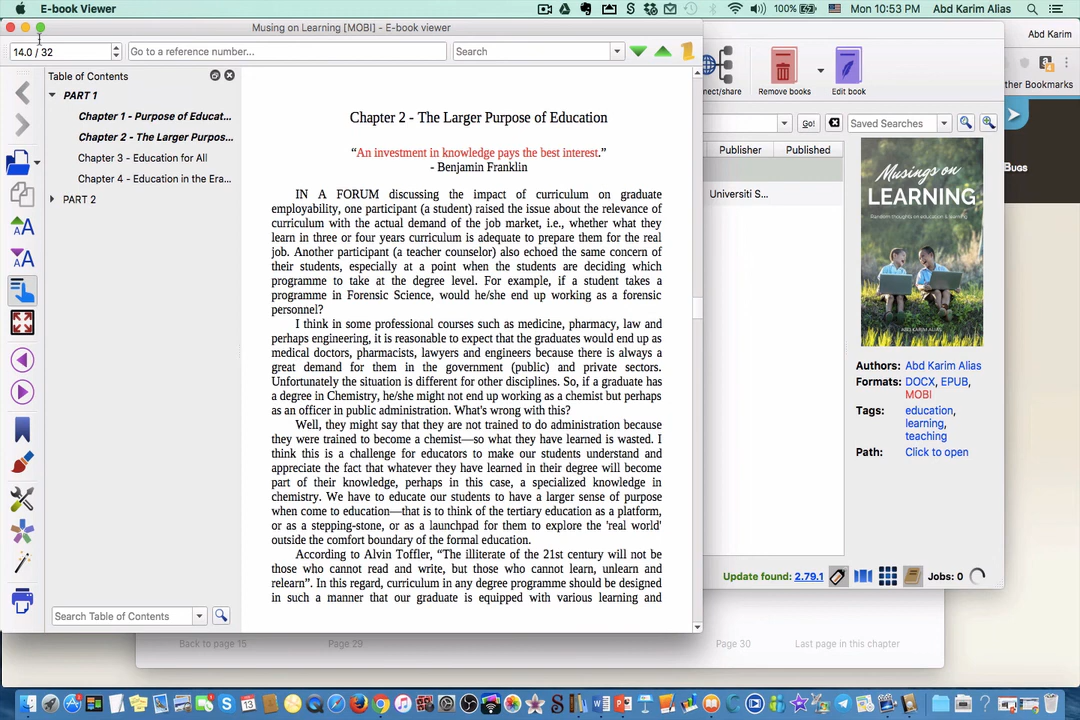 E-book Viewer
100%
Mon 10:53 PM
Abd Karim Alias
Musing on Learning [MOBI] - E-book viewer
Abd Karim
14.0 / 32
Go to a reference number...
Search
Table of Contents
PART 1
Chapter 1 - Purpose of Educat...
Chapter 2 - The Larger Purpos...
Chapter 3 - Education for All
Chapter 4 - Education in the Era...
PART 2
Search Table of Contents
Chapter 2 - The Larger Purpose of Education
“An investment in knowledge pays the best interest.”
- Benjamin Franklin
IN A FORUM discussing the impact of curriculum on graduate
employability, one participant (a student) raised the issue about the relevance of
curriculum with the actual demand of the job market, i.e., whether what they
learn in three or four years curriculum is adequate to prepare them for the real
job. Another participant (a teacher counselor) also echoed the same concern of
their students, especially at a point when the students are deciding which
programme to take at the degree level. For example, if a student takes a
programme in Forensic Science, would he/she end up working as a forensic
personnel?
I think in some professional courses such as medicine, pharmacy, law and
perhaps engineering, it is reasonable to expect that the graduates would end up as
medical doctors, pharmacists, lawyers and engineers because there is always a
great demand for them in the government (public) and private sectors.
Unfortunately the situation is different for other disciplines. So, if a graduate has
a degree in Chemistry, he/she might not end up working as a chemist but perhaps
as an officer in public administration. What's wrong with this?
Well, they might say that they are not trained to do administration because
they were trained to become a chemist—so what they have learned is wasted. I
think this is a challenge for educators to make our students understand and
appreciate the fact that whatever they have learned in their degree will become
part of their knowledge, perhaps in this case, a specialized knowledge in
chemistry. We have to educate our students to have a larger sense of purpose
when come to education—that is to think of the tertiary education as a platform,
or as a stepping-stone, or as a launchpad for them to explore the 'real world'
outside the comfort boundary of the formal education.
According to Alvin Toffler, “The illiterate of the 21st century will not be
those who cannot read and write, but those who cannot learn, unlearn and
relearn”. In this regard, curriculum in any degree programme should be designed
in such a manner that our graduate is equipped with various learning and
nnect/share
Remove books
Edit book
ther Bookmarks
Go!
Saved Searches
Publisher
Published
Universiti S...
Bugs
Musings on
LEARNING
Random thoughts on education & learning
ABD KARIM ALIAS
Authors: Abd Karim Alias
Formats: DOCX, EPUB,
MOBI
Tags: education,
learning,
teaching
Path: Click to open
Update found: 2.79.1
Jobs: 0
Back to page 15
Page 29
Page 30
Last page in this chapter